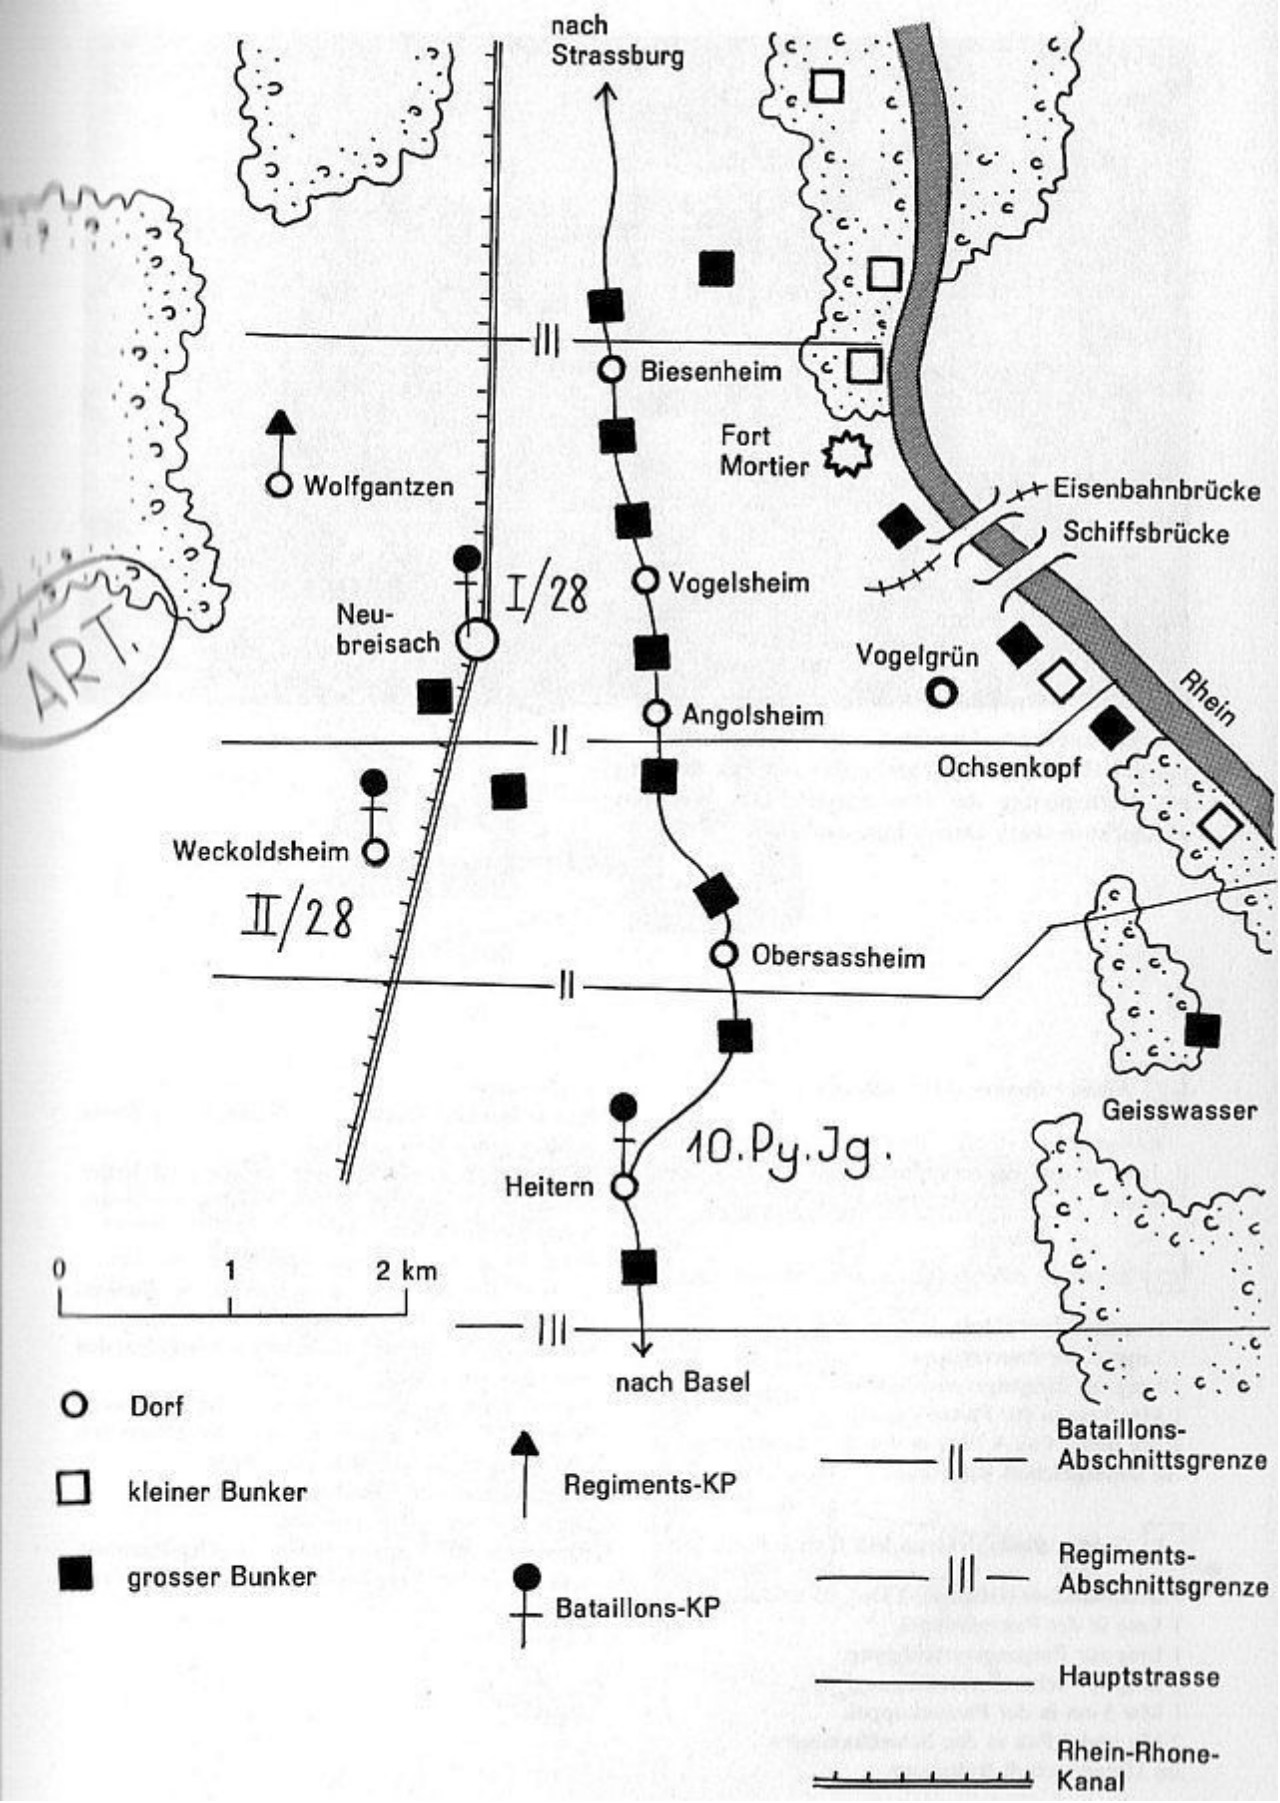 nach
Strassburg
Biesenheim
Fort
Mortier
Wolfgantzen
Eisenbahnbrücke
Schiffsbrücke
I/28
Vogelsheim
Neu-
breisach
ART.
Vogelgrün
Rhein
Angolsheim
Ochsenkopf
Weckoldsheim
II/28
Obersassheim
Geisswasser
10.Py.Jg.
Heitern
0 1 2 km
nach Basel
Dorf
kleiner Bunker
grosser Bunker
Regiments-KP
Bataillons-KP
Bataillons-
Abschnittsgrenze
Regiments-
Abschnittsgrenze
Hauptstrasse
Rhein-Rhone-
Kanal